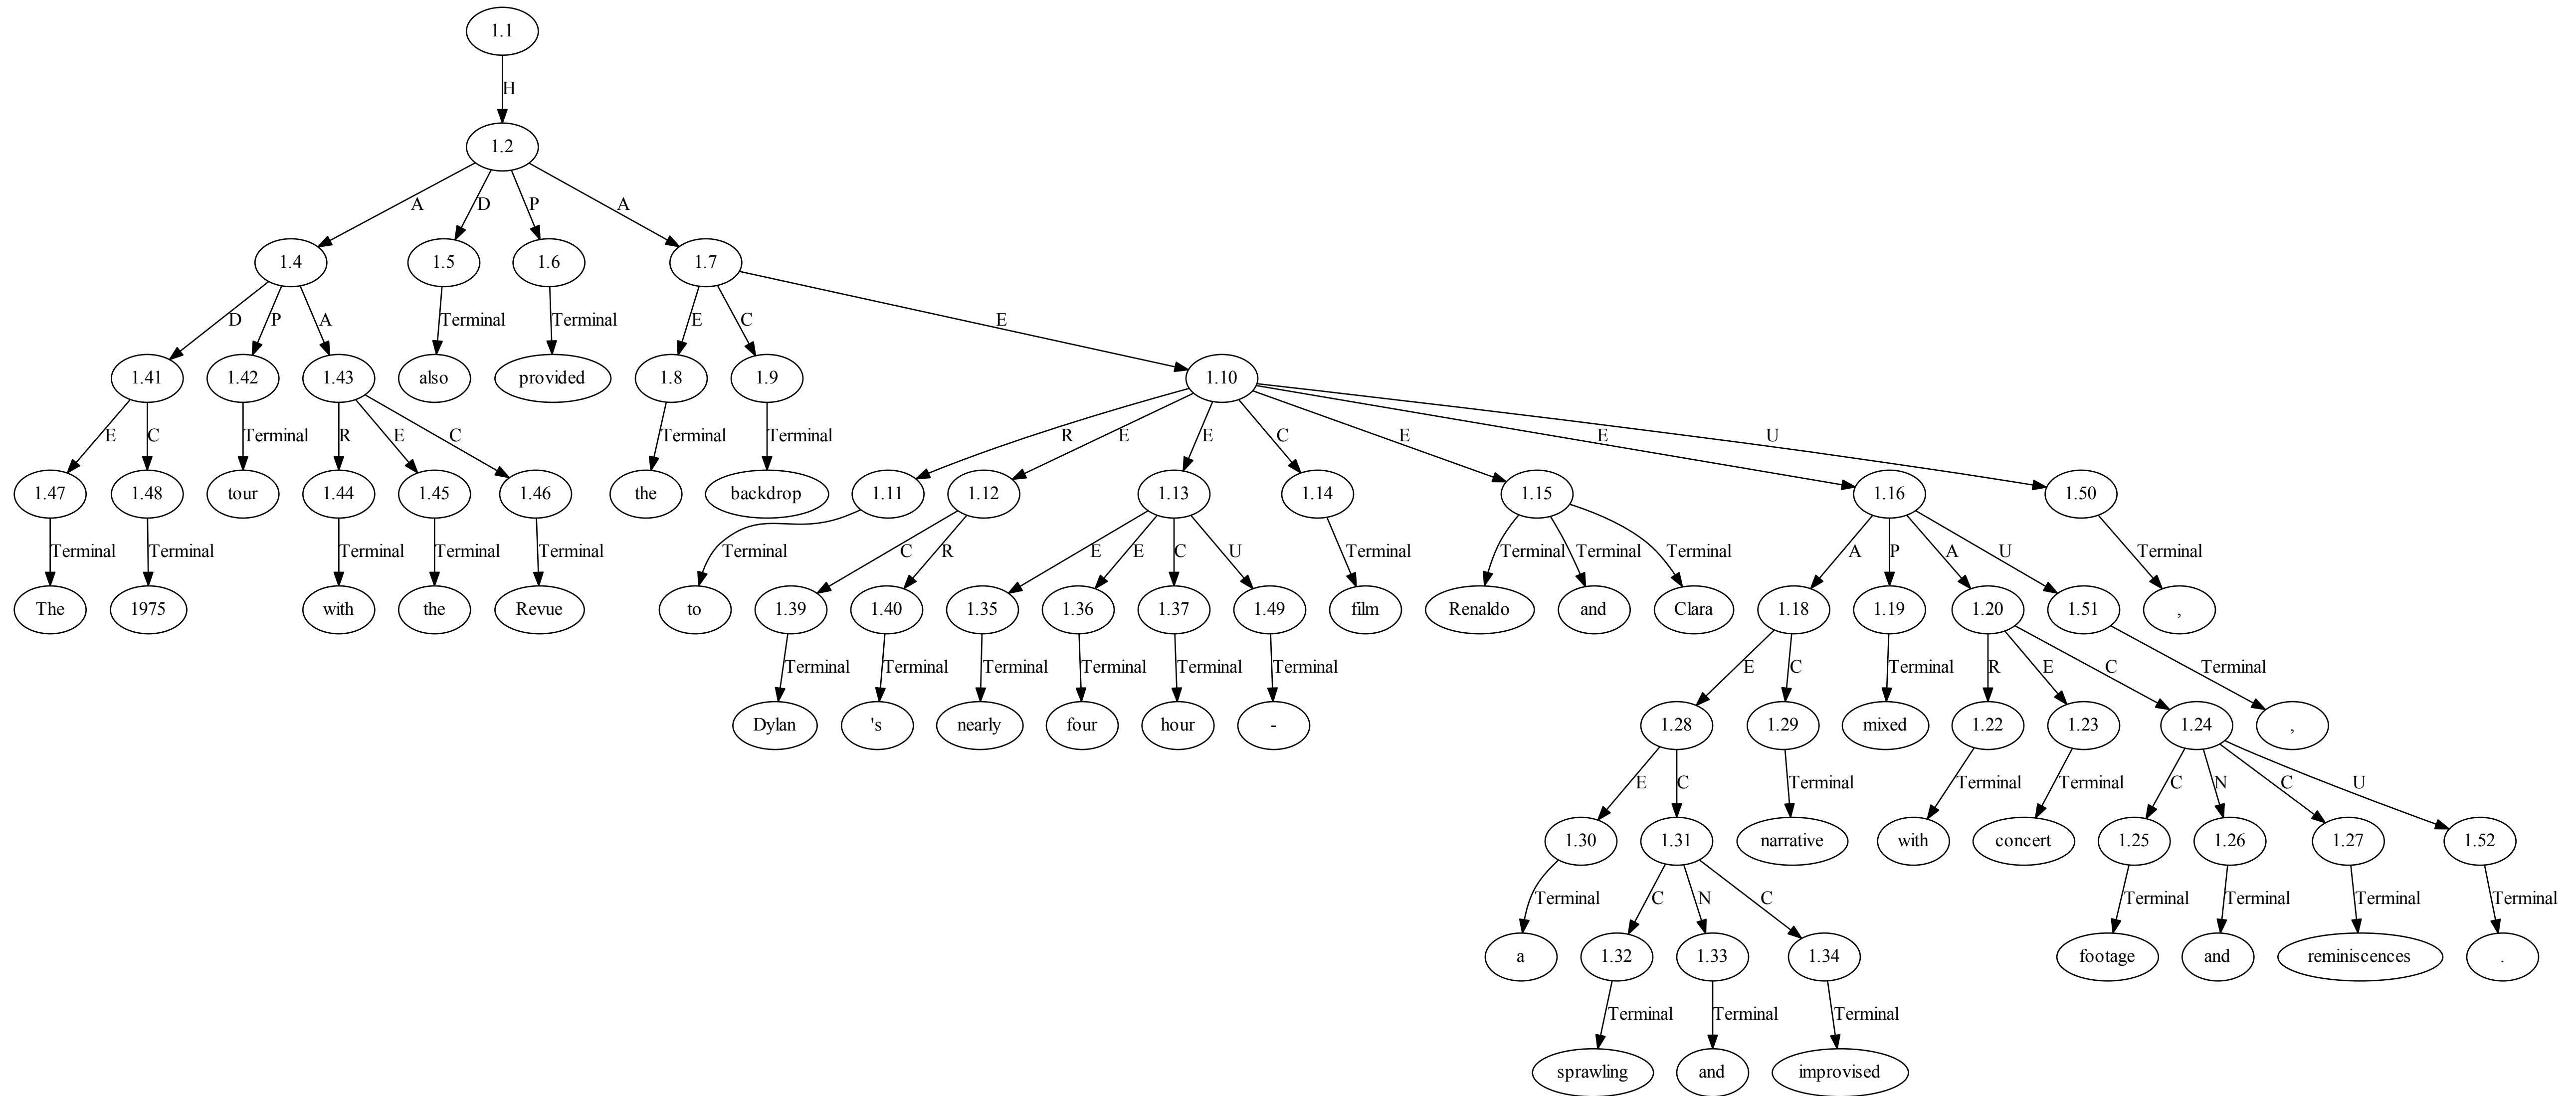 1.1
H
1.2
A D P A
1.4 1.5 1.6 1.7
D P A Terminal Terminal E C E
1.41 1.42 1.43 also provided 1.8 1.9 1.10
E C Terminal R E C Terminal Terminal R E E C E E U
1.47 1.48 tour 1.44 1.45 1.46 the backdrop 1.11 1.12 1.13 1.14 1.15 1.16 1.50
Terminal Terminal Terminal Terminal Terminal Terminal C R E E C U Terminal Terminal Terminal Terminal A P A U Terminal
The 1975 with the Revue to 1.39 1.40 1.35 1.36 1.37 1.49 film Renaldo and Clara 1.18 1.19 1.20 1.51 ,
Terminal Terminal Terminal Terminal Terminal Terminal E C Terminal R E C Terminal
Dylan 's nearly four hour - 1.28 1.29 mixed 1.22 1.23 1.24 ,
E C Terminal Terminal Terminal C N C U
1.30 1.31 narrative with concert 1.25 1.26 1.27 1.52
Terminal C N C Terminal Terminal Terminal Terminal
a 1.32 1.33 1.34 footage and reminiscences .
Terminal Terminal Terminal
sprawling and improvised